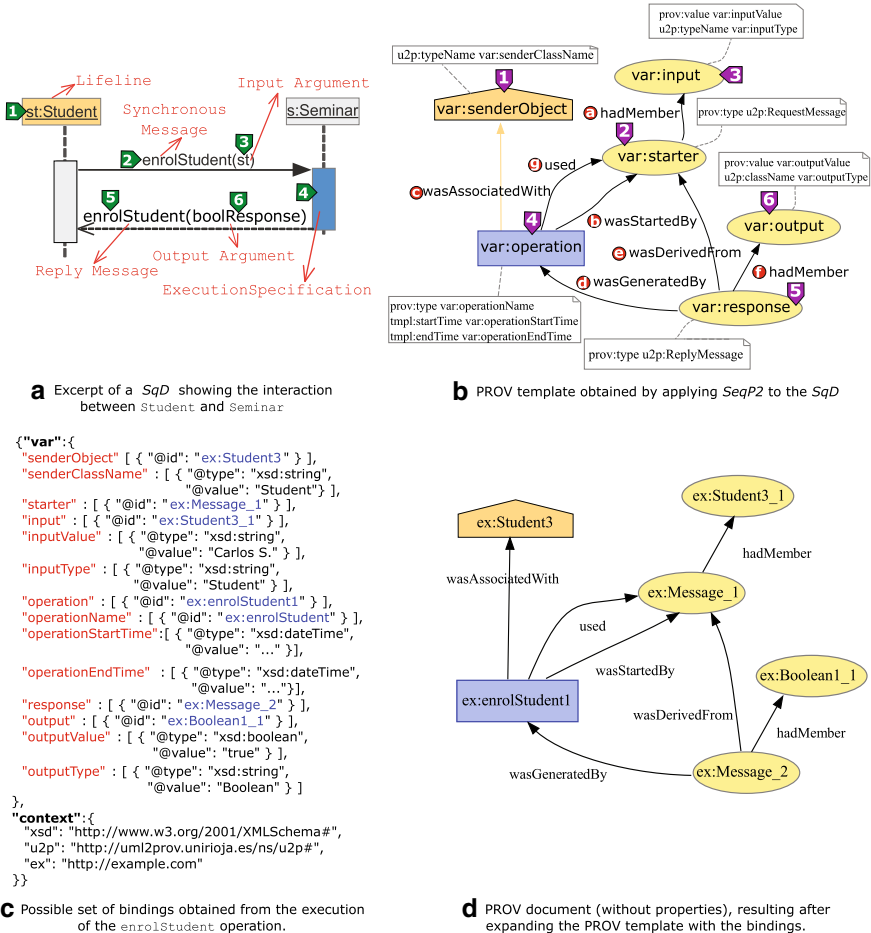 Lifeline
Input Argument
1
st:Student
s:Seminar
Synchronous
Message
3
2
enrolStudent(st)
4
5
6
enrolStudent(boolResponse)
Output Argument
Reply Message
ExecutionSpecification
a Excerpt of a SqD showing the interaction
between Student and Seminar
prov:value var:inputValue
u2p:typeName var:inputType
u2p:typeName var:senderClassName
1
var:senderObject
var:input
3
a hadMember
prov:type u2p:RequestMessage
2
var:starter
g used
prov:value var:outputValue
u2p:className var:outputType
c wasAssociatedWith
6
4
b wasStartedBy
var:output
var:operation
e wasDerivedFrom
f hadMember
d wasGeneratedBy
5
var:response
prov:type var:operationName
tmpl:startTime var:operationStartTime
tmpl:endTime var:operationEndTime
prov:type u2p:ReplyMessage
b PROV template obtained by applying SeqP2 to the SqD
{"var":{
"senderObject" [ { "@id": "ex:Student3" } ],
"senderClassName" : [ { "@type": "xsd:string",
"@value": "Student"} ],
"starter" : [ { "@id": "ex:Message_1" } ],
"input" : [ { "@id": "ex:Student3_1" } ],
"inputValue" : [ { "@type": "xsd:string",
"@value": "Carlos S." } ],
"inputType" : [ { "@type": "xsd:string",
"@value": "Student" } ],
"operation" : [ { "@id": "ex:enrolStudent1" } ],
"operationName" : [ { "@id": "ex:enrolStudent" } ],
"operationStartTime":[ { "@type": "xsd:dateTime",
"@value": "..." } ],
"operationEndTime" : [ { "@type": "xsd:dateTime",
"@value": "..."}],
"response" : [ { "@id": "ex:Message_2" } ],
"output" : [ { "@id": "ex:Boolean1_1" } ],
"outputValue" : [ { "@type": "xsd:boolean",
"@value": "true" } ],
"outputType" : [ { "@type": "xsd:string",
"@value": "Boolean" } ]
},
"context":{
"xsd": "http://www.w3.org/2001/XMLSchema#",
"u2p": "http://uml2prov.unirioja.es/ns/u2p#",
"ex": "http://example.com"
}}
c Possible set of bindings obtained from the execution
of the enrolStudent operation.
ex:Student3_1
ex:Student3
hadMember
wasAssociatedWith
ex:Message_1
used
wasStartedBy
ex:Boolean1_1
ex:enrolStudent1
wasDerivedFrom
hadMember
wasGeneratedBy
ex:Message_2
d PROV document (without properties), resulting after
expanding the PROV template with the bindings.